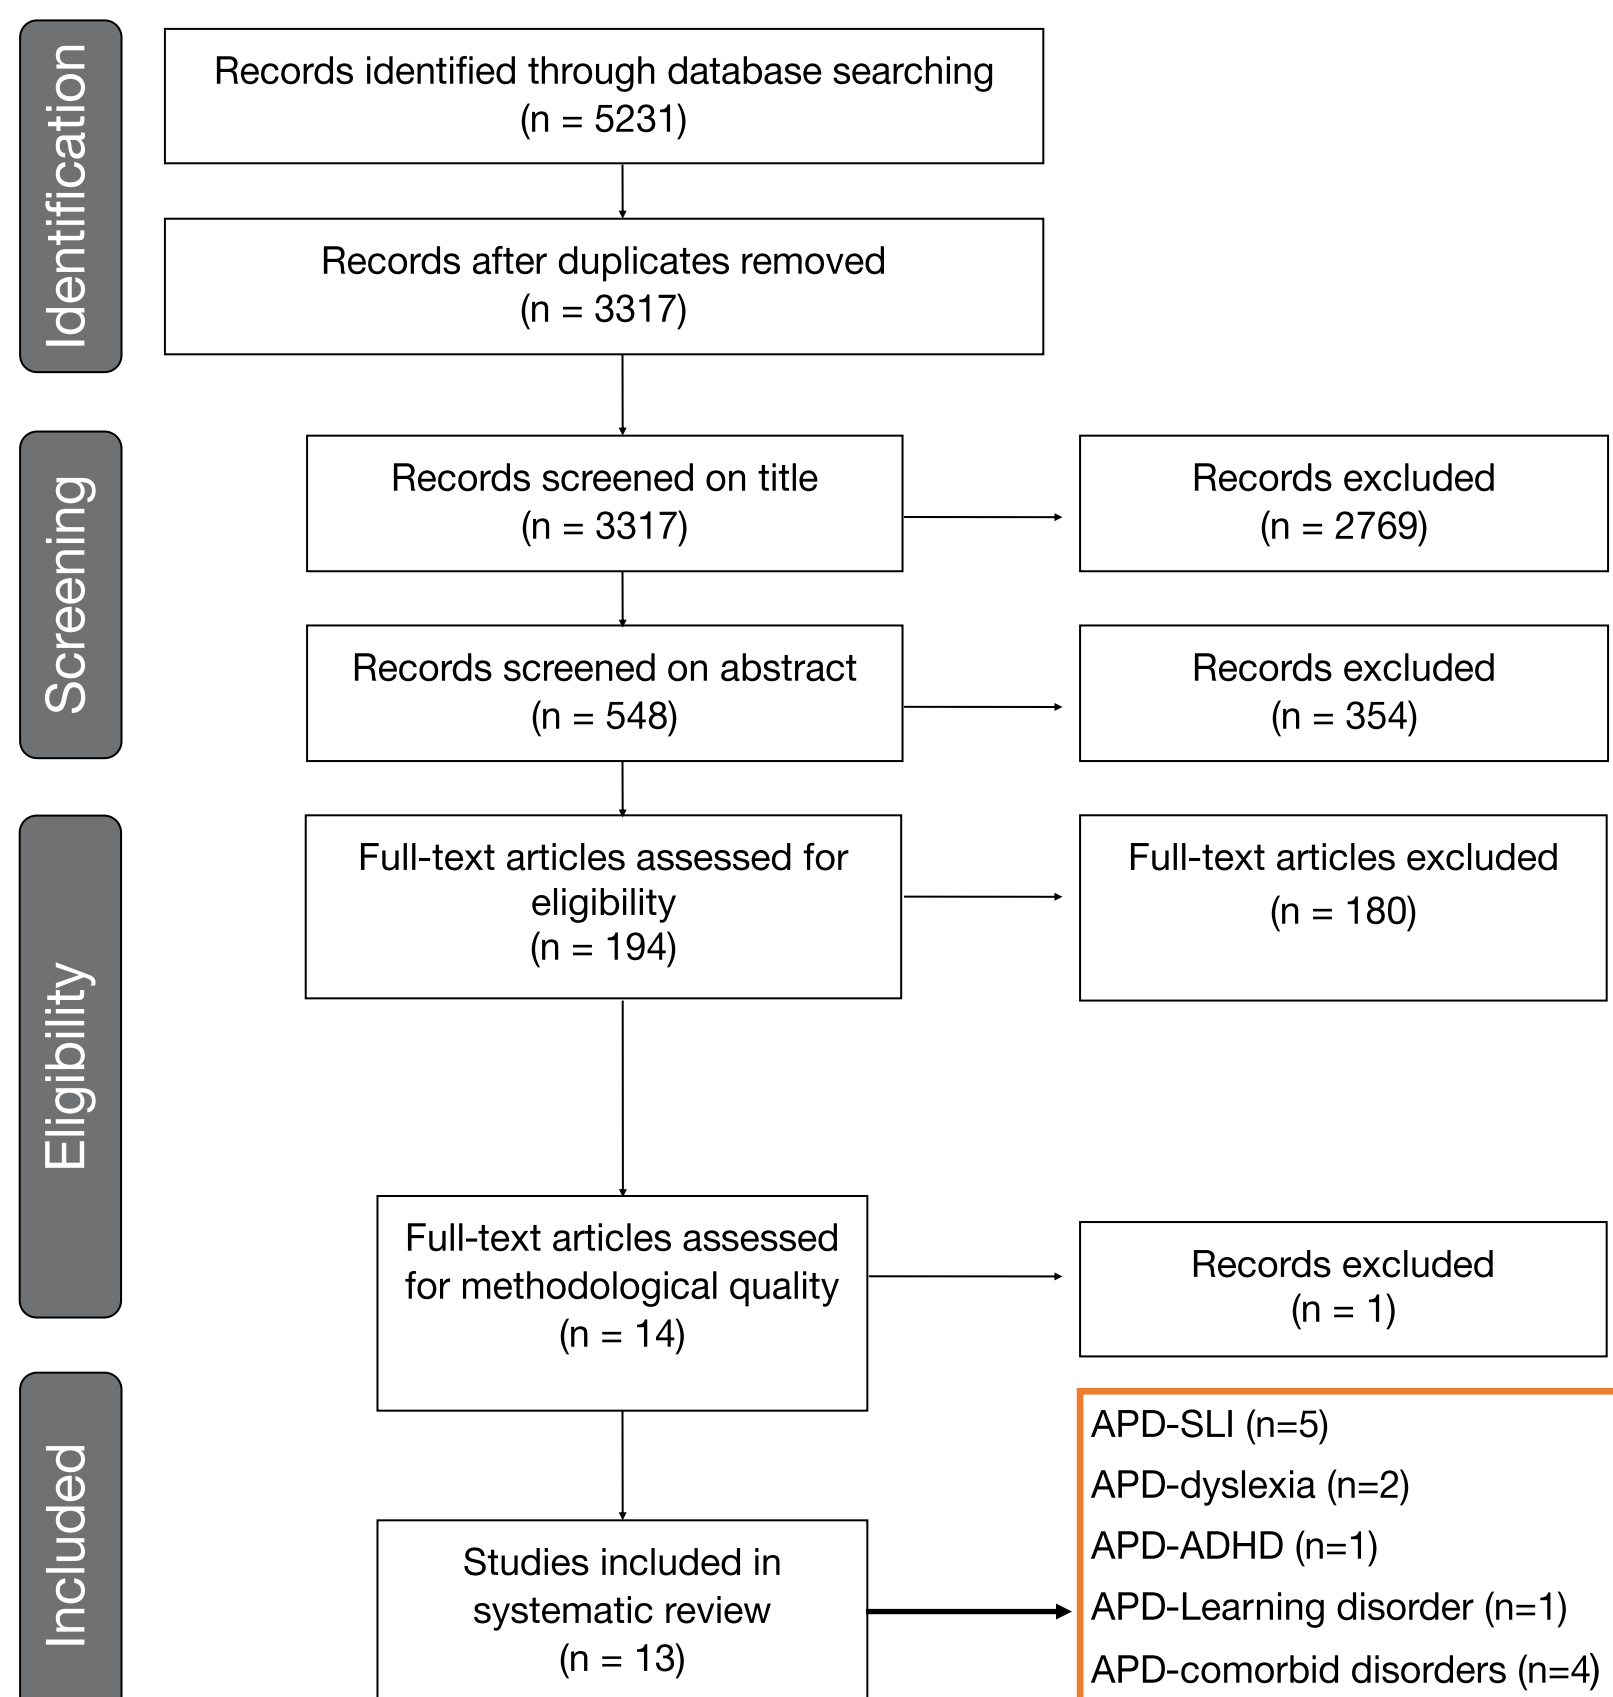 Identification
Records identified through database searching
(n = 5231)
Records after duplicates removed
(n = 3317)
Screening
Records screened on title
(n = 3317)
Records excluded
(n = 2769)
Records screened on abstract
(n = 548)
Records excluded
(n = 354)
Eligibility
Full-text articles assessed for
eligibility
(n = 194)
Full-text articles excluded
(n = 180)
Full-text articles assessed
for methodological quality
(n = 14)
Records excluded
(n = 1)
Included
Studies included in
systematic review
(n = 13)
APD-SLI (n=5)
APD-dyslexia (n=2)
APD-ADHD (n=1)
APD-Learning disorder (n=1)
APD-comorbid disorders (n=4)